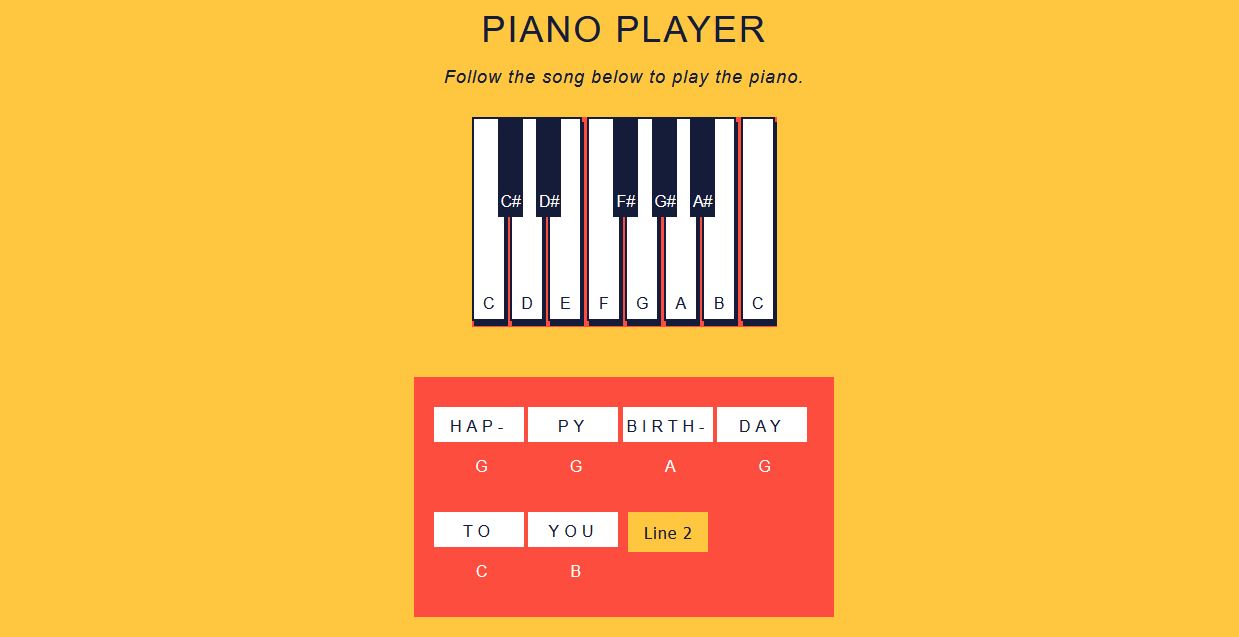 PIANO PLAYER
Follow the song below to play the piano.
C# D# F# G# A#
C D E F G A B C
HAP- PY BIRTH- DAY
G G A G
TO YOU Line 2
C B